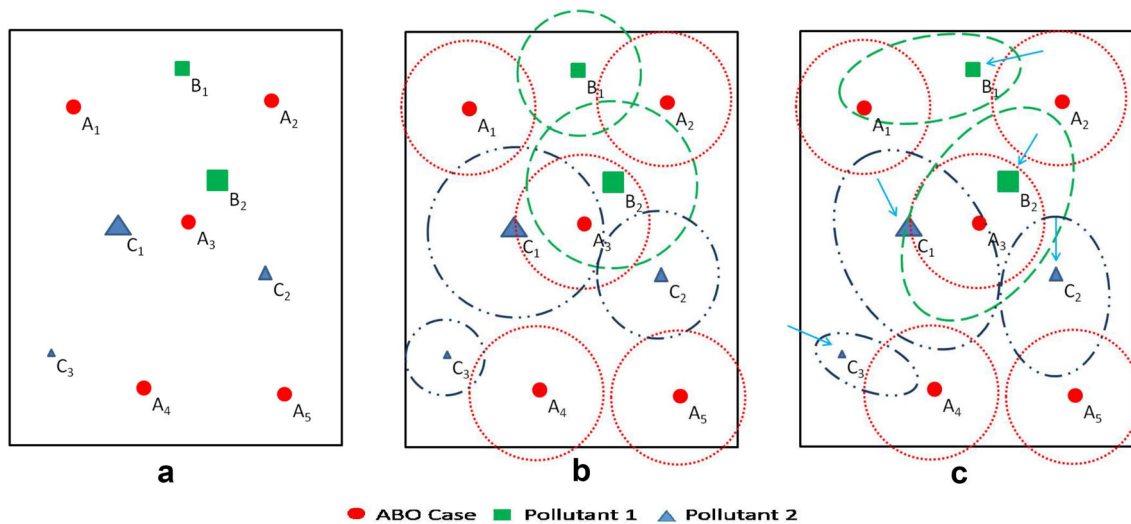 B1
A1
A2
B2
C1
A3
C2
C3
A4
A5
a
B1
A1
A2
B2
C1
A3
C2
C3
A4
A5
b
B1
A1
A2
B2
C1
A3
C2
C3
A4
A5
c
ABO Case Pollutant 1 Pollutant 2